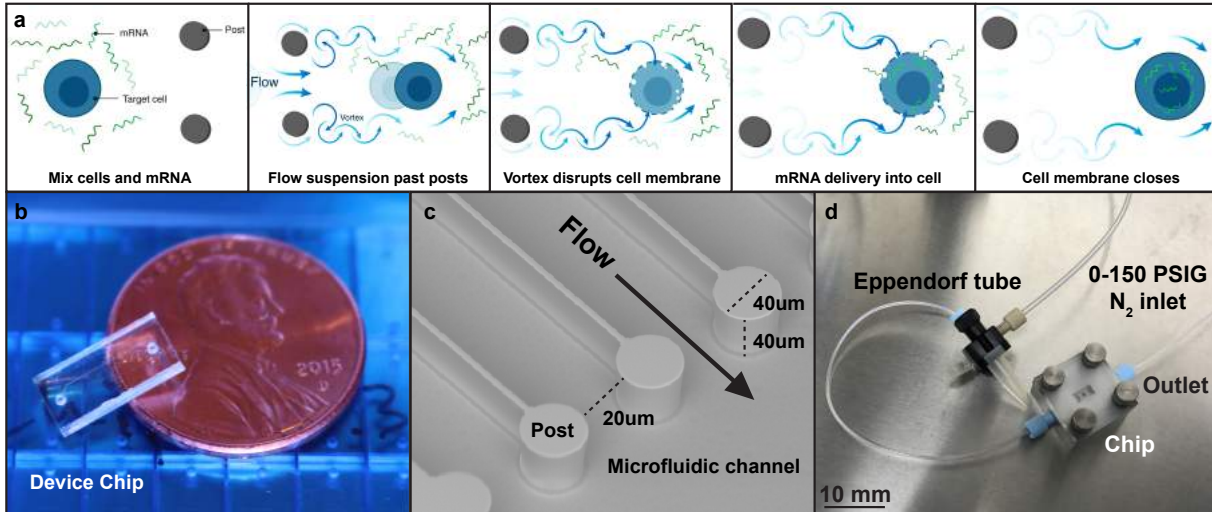 a
mRNA
Post
Target cell
Mix cells and mRNA
Flow
Vortex
Flow suspension past posts
Vortex disrupts cell membrane
mRNA delivery into cell
Cell membrane closes
b
2015
D
Device Chip
c
Flow
40um
40um
20um
Post
Microfluidic channel
d
Eppendorf tube
0-150 PSIG
N₂ inlet
Outlet
Chip
10 mm